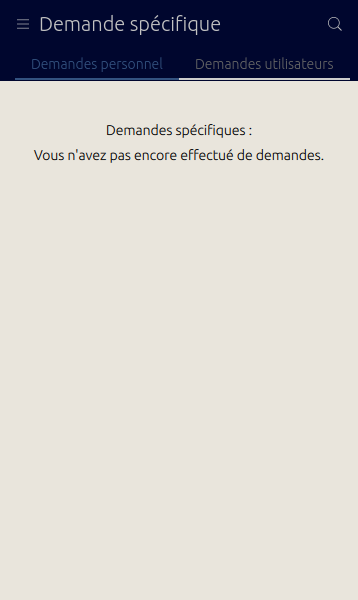 Demande spécifique
Demandes personnel
Demandes utilisateurs
Demandes spécifiques :
Vous n'avez pas encore effectué de demandes.